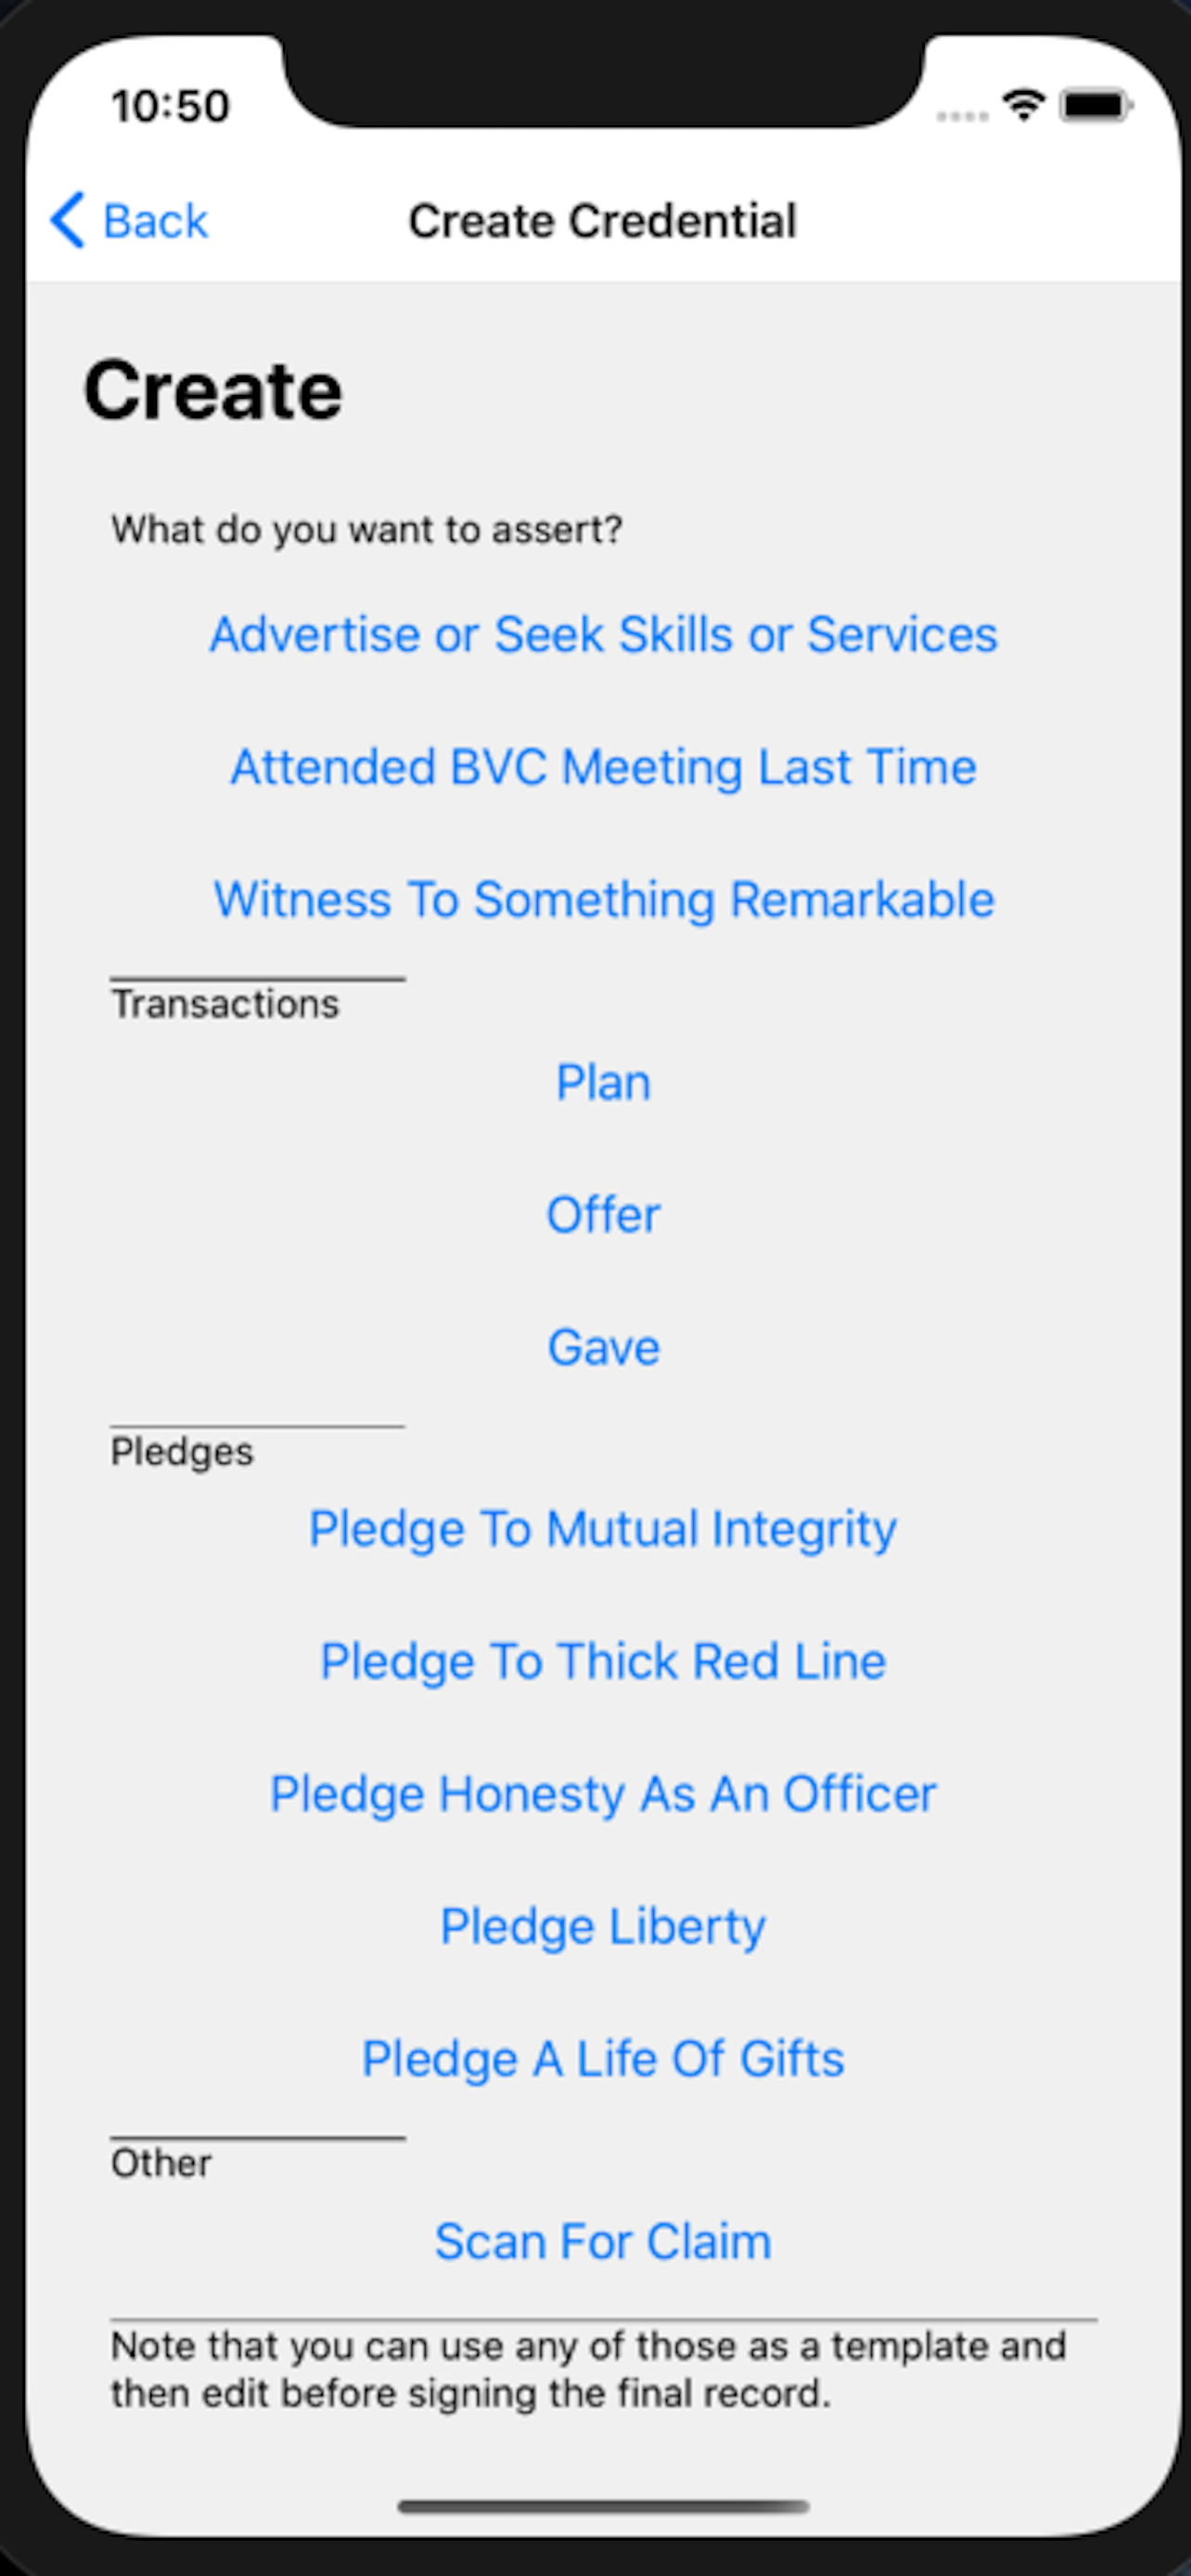 10:50
Back
Create Credential
Create
What do you want to assert?
Advertise or Seek Skills or Services
Attended BVC Meeting Last Time
Witness To Something Remarkable
Transactions
Plan
Offer
Gave
Pledges
Pledge To Mutual Integrity
Pledge To Thick Red Line
Pledge Honesty As An Officer
Pledge Liberty
Pledge A Life Of Gifts
Other
Scan For Claim
Note that you can use any of those as a template and
then edit before signing the final record.